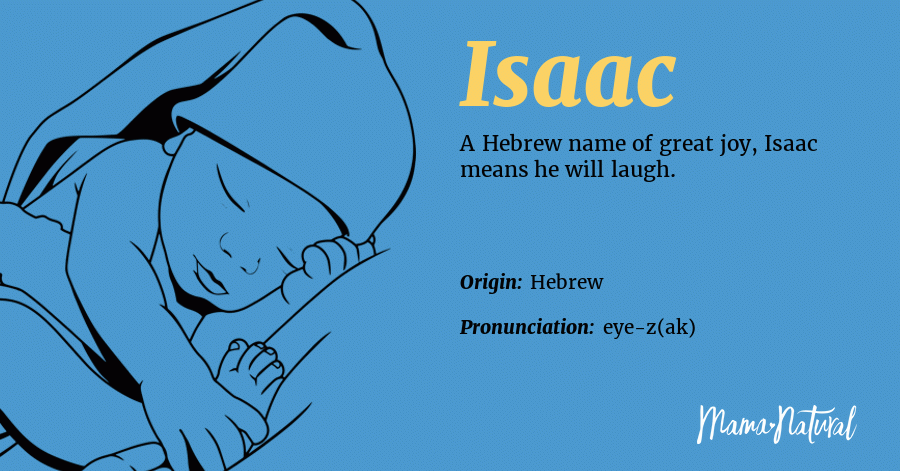 Isaac
A Hebrew name of great joy, Isaac
means he will laugh.
Origin: Hebrew
Pronunciation: eye-z(ak)
Mama Natural